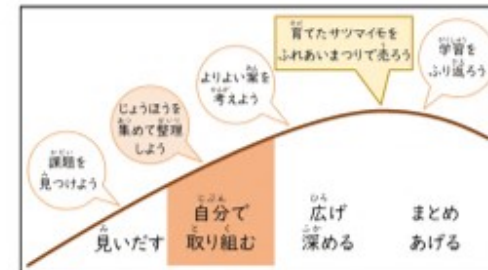 課題を
見つけよう
じょうほうを
集めて整理
しよう
よりよい案を
考えよう
育てたサツマイモを
ふれあいまつりで売ろう
学習を
ふり返ろう
見いだす
自分で
取り組む
広げ
深める
まとめ
あげる